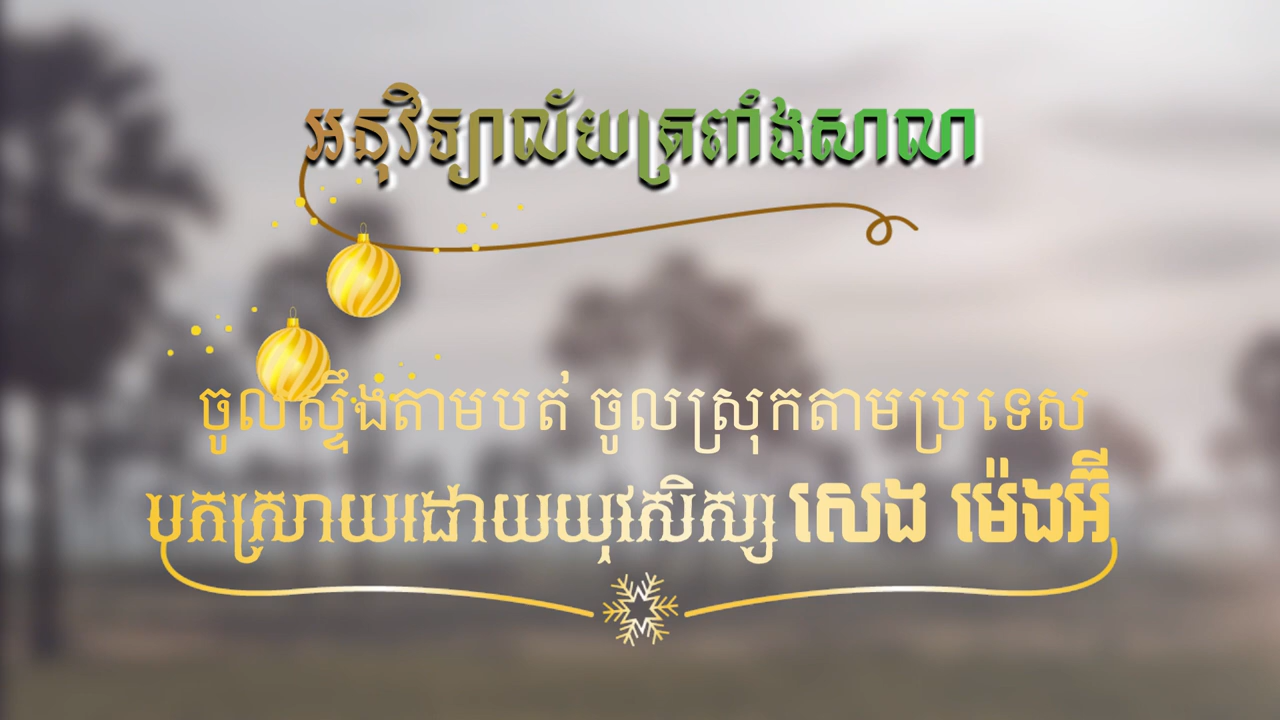 អនុវិទ្យាល័យត្រពាំងសាលា
ចូលស្ទឹងតាមបត់ ចូលស្រុកតាមប្រទេស
បកស្រាយដោយយុវសិក្ស សេង ម៉េងអ៊ី